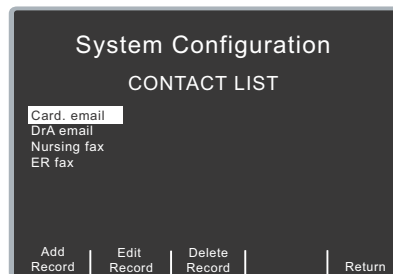 System Configuration
CONTACT LIST
Card. email
DrA email
Nursing fax
ER fax
Add Record
Edit Record
Delete Record
Return